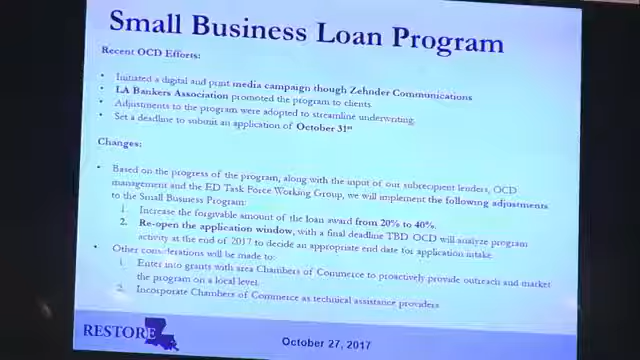 Small Business Loan Program
Recent OCD Efforts:
• Initiated a digital and print media campaign though Zehnder Communications
• LA Bankers Association promoted the program to clients
• Adjustments to the program were adopted to streamline underwriting.
• Set a deadline to submit an application of October 31st
Changes:
• Based on the progress of the program, along with the input of our subrecipient lenders, OCD
management and the ED Task Force Working Group, we will implement the following adjustments
to the Small Business Program:
1. Increase the forgivable amount of the loan award from 20% to 40%.
2. Re-open the application window, with a final deadline TBD. OCD will analyze program
activity at the end of 2017 to decide an appropriate end date for application intake.
• Other considerations will be made to:
1. Enter into grants with area Chambers of Commerce to proactively provide outreach and market
the program on a local level.
2. Incorporate Chambers of Commerce as technical assistance providers
RESTORE
October 27, 2017